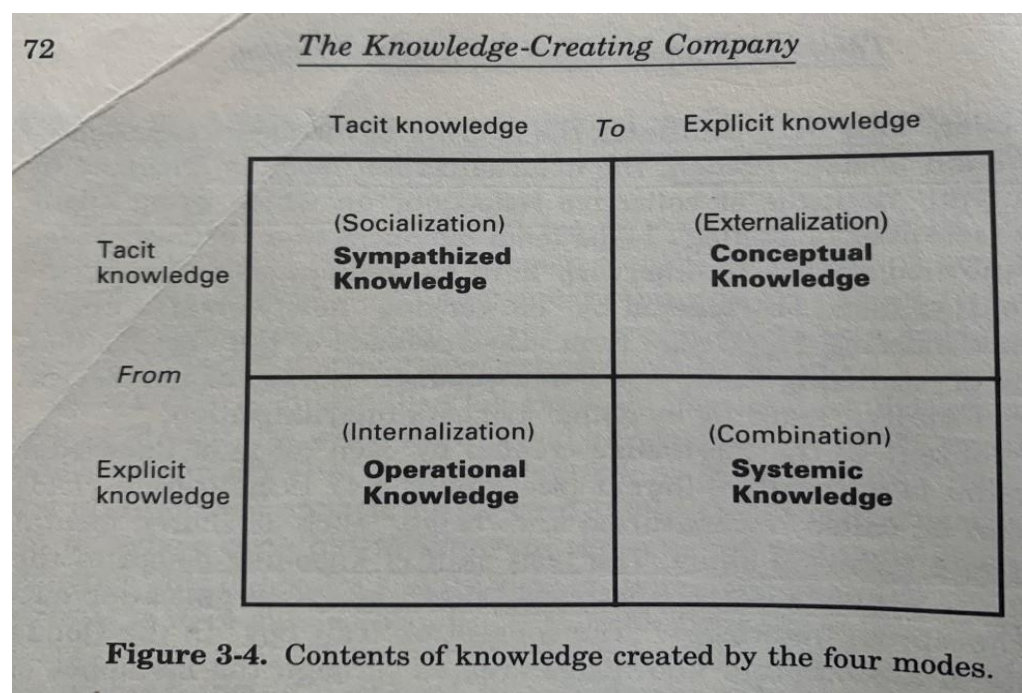 72 The Knowledge-Creating Company
Tacit knowledge To Explicit knowledge
(Socialization)
Sympathized
Knowledge
(Externalization)
Conceptual
Knowledge
Tacit
knowledge
From
(Internalization)
Operational
Knowledge
(Combination)
Systemic
Knowledge
Explicit
knowledge
Figure 3-4. Contents of knowledge created by the four modes.